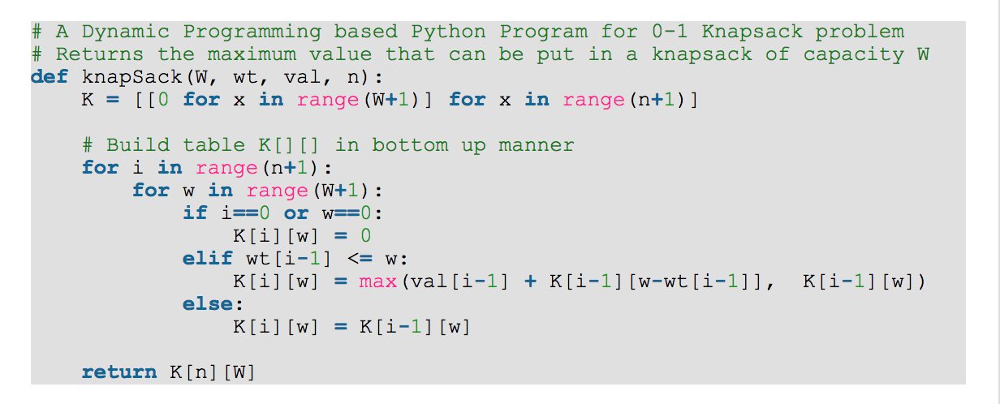 # A Dynamic Programming based Python Program for 0-1 Knapsack problem
# Returns the maximum value that can be put in a knapsack of capacity W
def knapSack(W, wt, val, n):
    K = [[0 for x in range(W+1)] for x in range(n+1)]

    # Build table K[][] in bottom up manner
    for i in range(n+1):
        for w in range(W+1):
            if i==0 or w==0:
                K[i][w] = 0
            elif wt[i-1] <= w:
                K[i][w] = max(val[i-1] + K[i-1][w-wt[i-1]],  K[i-1][w])
            else:
                K[i][w] = K[i-1][w]

    return K[n][W]